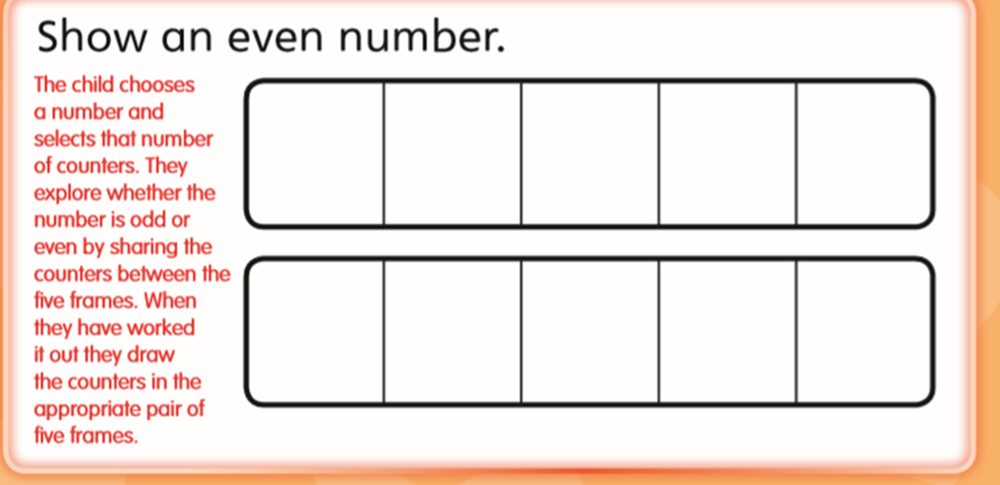 Show an even number.
The child chooses
a number and
selects that number
of counters. They
explore whether the
number is odd or
even by sharing the
counters between the
five frames. When
they have worked
it out they draw
the counters in the
appropriate pair of
five frames.